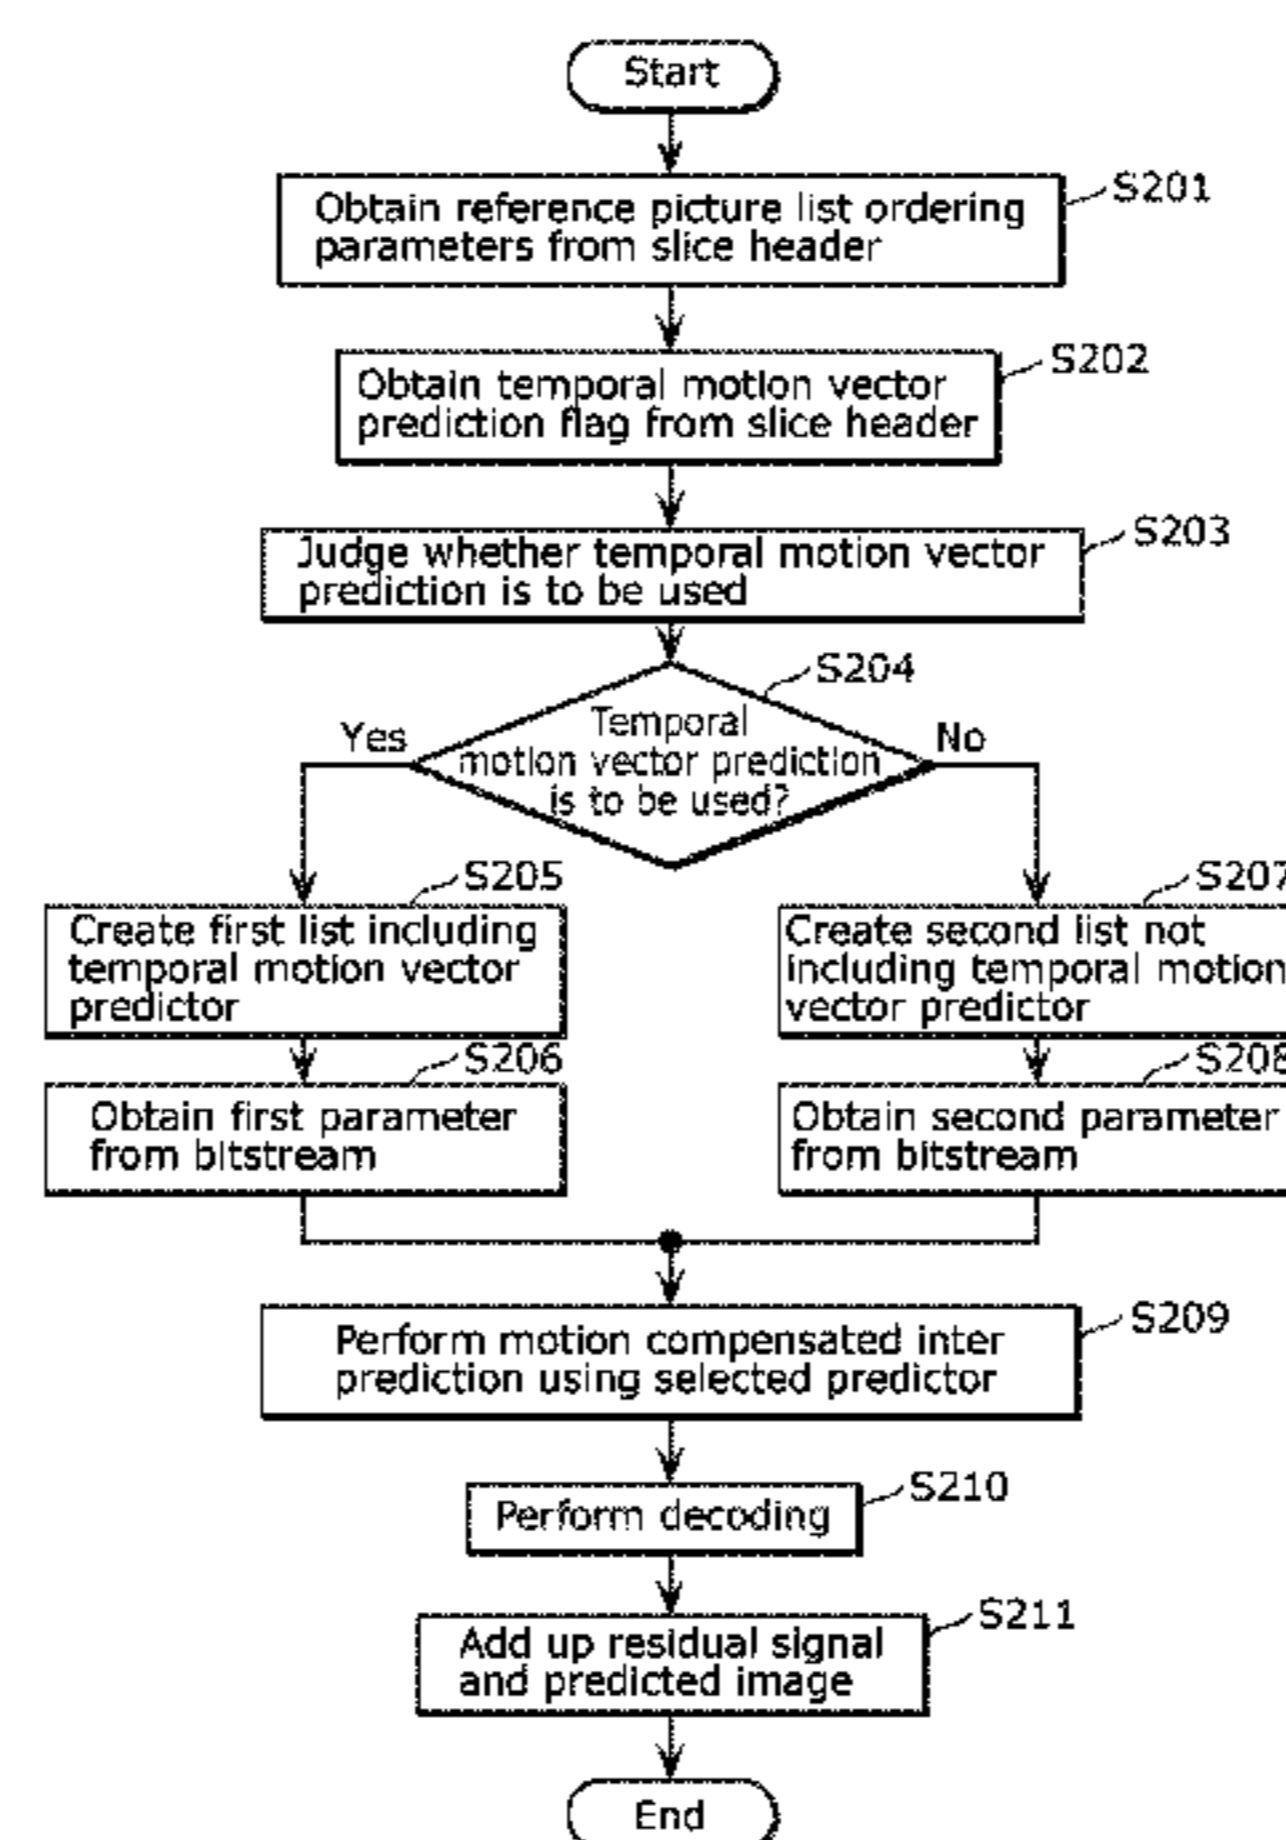 Start
S201
Obtain reference picture list ordering
parameters from slice header
S202
Obtain temporal motion vector
prediction flag from slice header
S203
Judge whether temporal motion vector
prediction is to be used
S204
Temporal
motion vector prediction
is to be used?
Yes
No
S205
Create first list including
temporal motion vector
predictor
S207
Create second list not
including temporal motion
vector predictor
S206
Obtain first parameter
from bitstream
S208
Obtain second parameter
from bitstream
S209
Perform motion compensated inter
prediction using selected predictor
S210
Perform decoding
S211
Add up residual signal
and predicted image
End